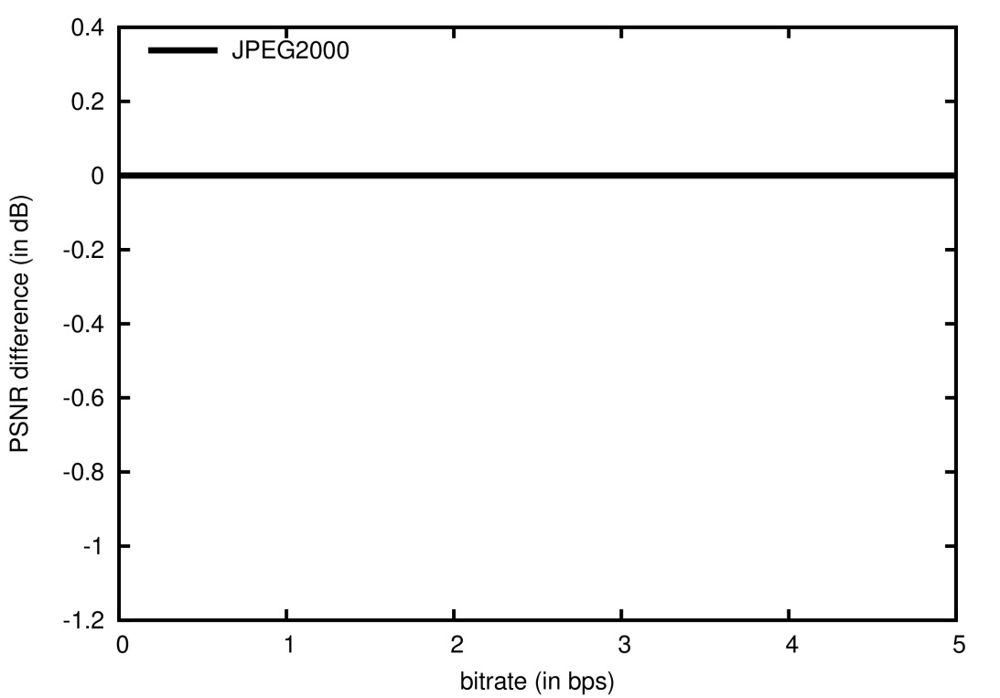 0.4
JPEG2000
0.2
0
-0.2
-0.4
-0.6
-0.8
-1
-1.2
PSNR difference (in dB)
0 1 2 3 4 5
bitrate (in bps)